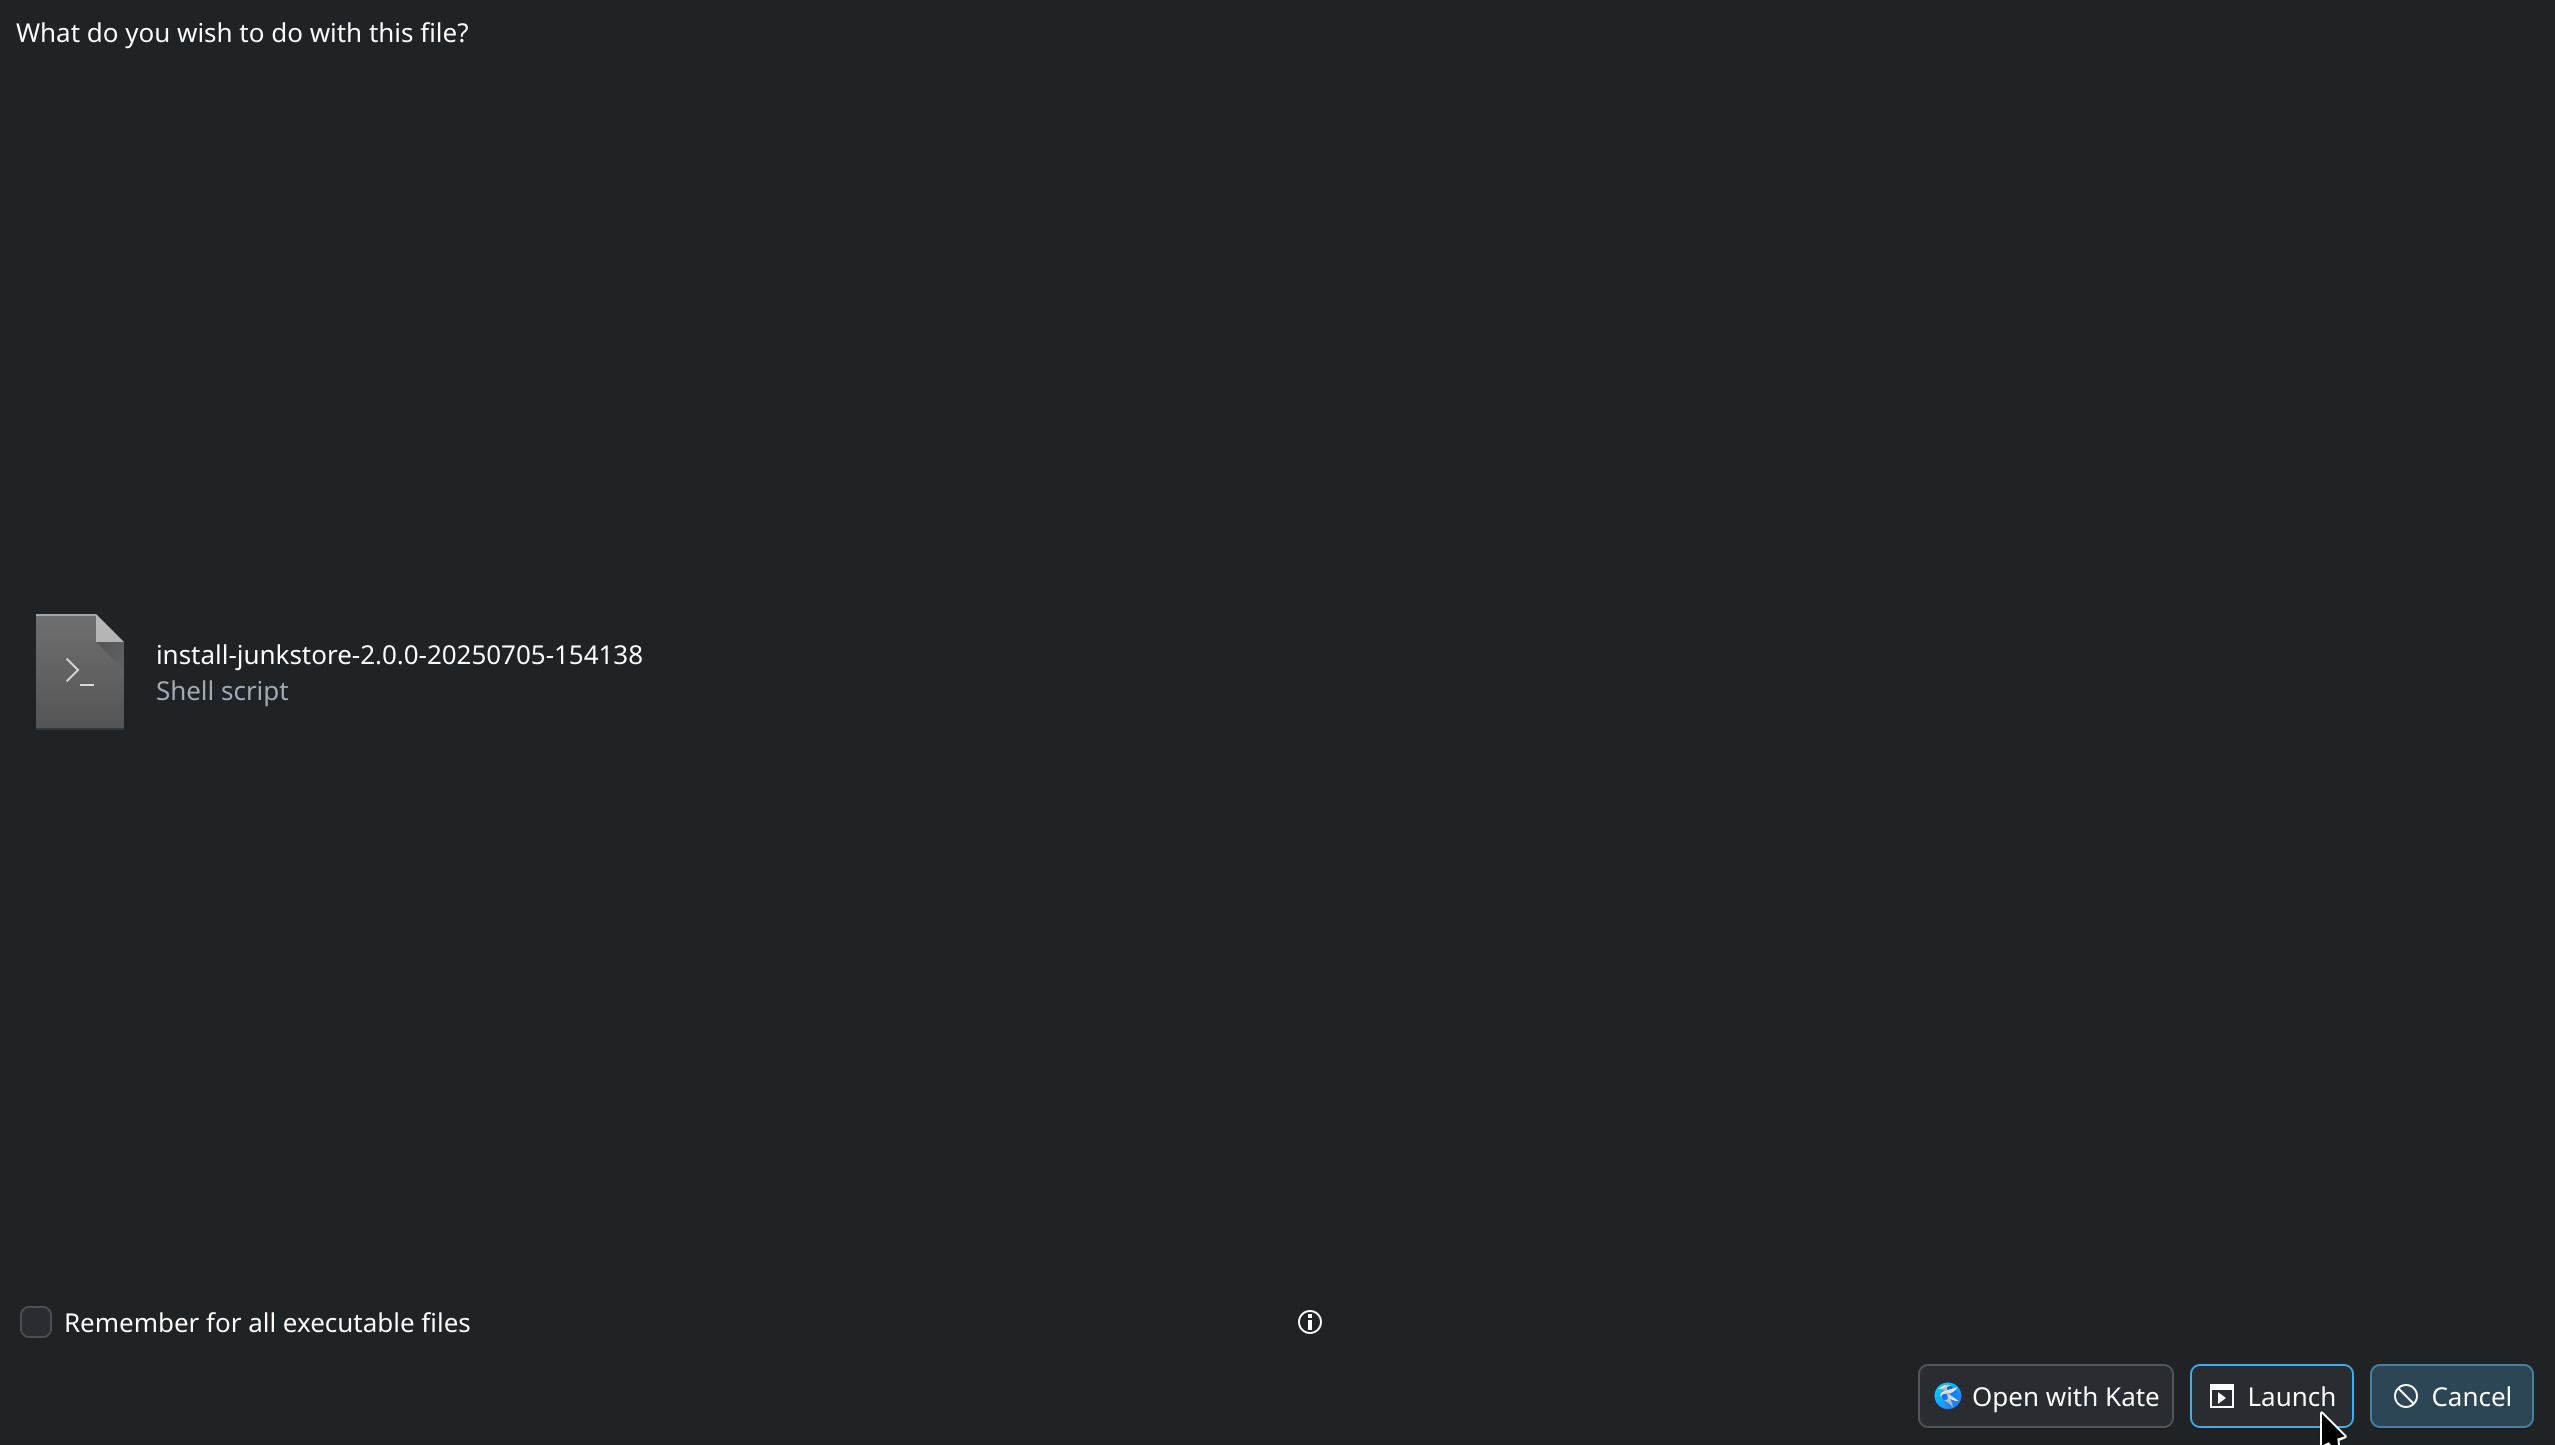 What do you wish to do with this file?
install-junkstore-2.0.0-20250705-154138
Shell script
Remember for all executable files
Open with Kate
Launch
Cancel